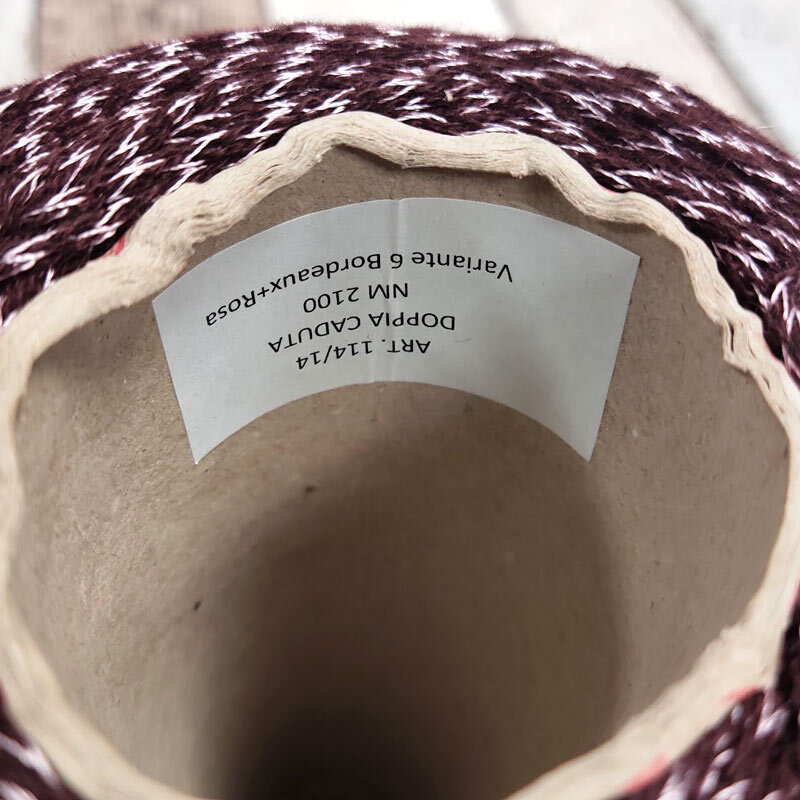 ART. 114/14
DOPPIA CADUTA
NM 2100
Variante 6 Bordeaux+Rosa